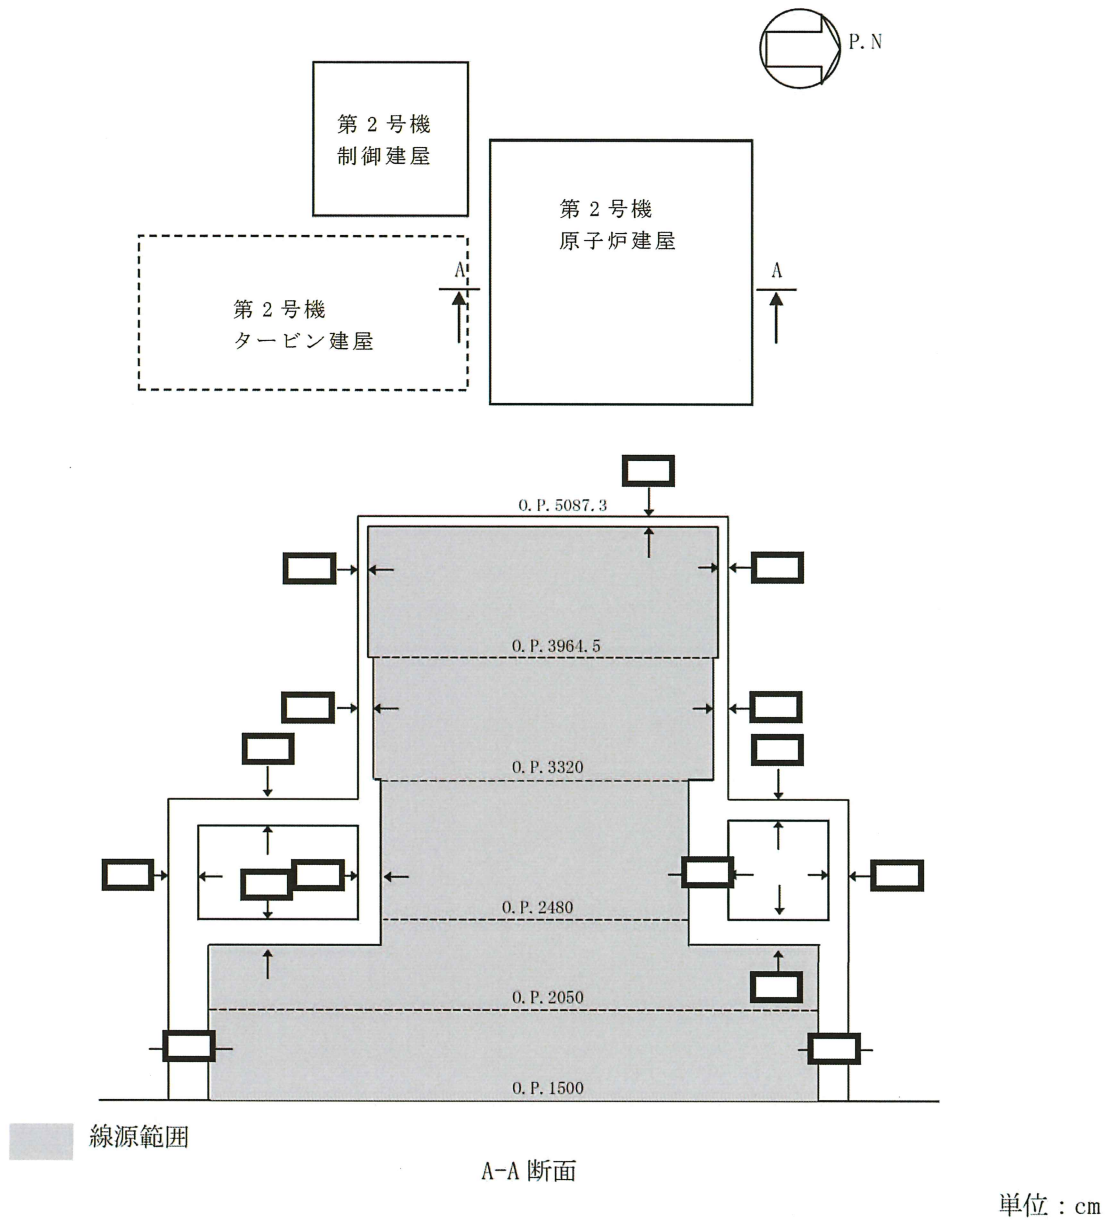 P.N
第2号機
制御建屋
第2号機
原子炉建屋
A
A
第2号機
タービン建屋
O.P.5087.3
O.P.3964.5
O.P.3320
O.P.2480
O.P.2050
O.P.1500
線源範囲
A-A 断面
単位：cm